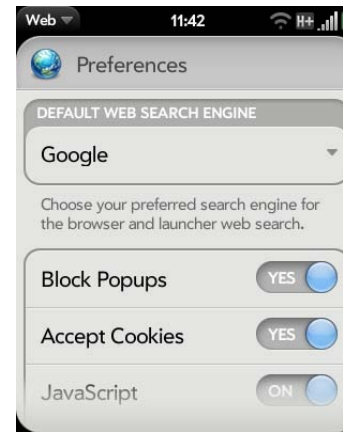 Web
11:42
H+
Preferences
DEFAULT WEB SEARCH ENGINE
Google
Choose your preferred search engine for
the browser and launcher web search.
Block Popups YES
Accept Cookies YES
JavaScript ON